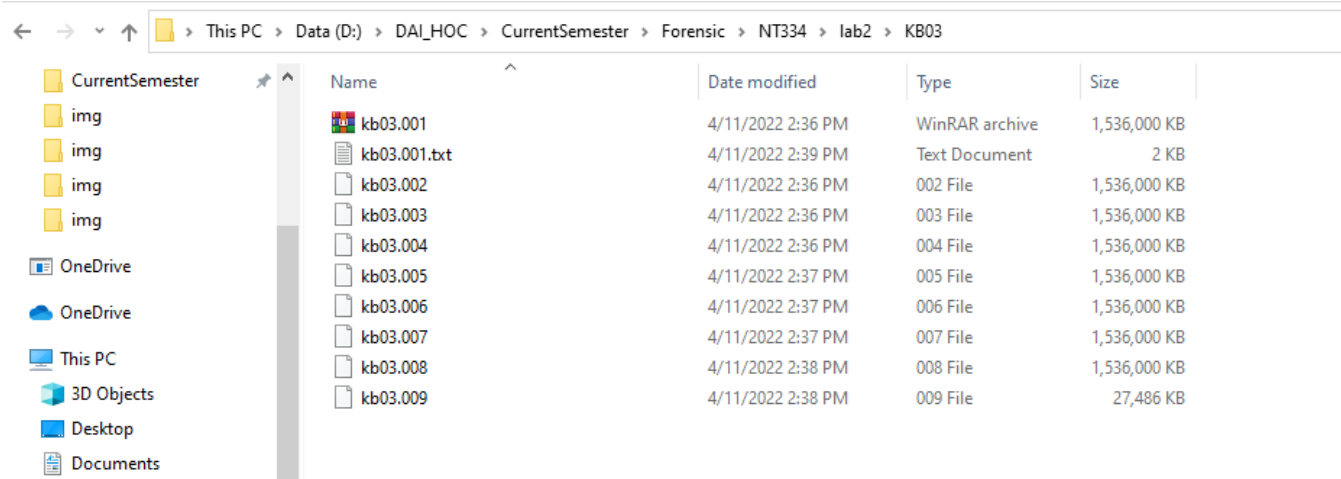 This PC > Data (D:) > DAI_HOC > CurrentSemester > Forensic > NT334 > lab2 > KB03
Name Date modified Type Size
CurrentSemester
img
img
img
img
OneDrive
OneDrive
This PC
3D Objects
Desktop
Documents
kb03.001 4/11/2022 2:36 PM WinRAR archive 1,536,000 KB
kb03.001.txt 4/11/2022 2:39 PM Text Document 2 KB
kb03.002 4/11/2022 2:36 PM 002 File 1,536,000 KB
kb03.003 4/11/2022 2:36 PM 003 File 1,536,000 KB
kb03.004 4/11/2022 2:36 PM 004 File 1,536,000 KB
kb03.005 4/11/2022 2:37 PM 005 File 1,536,000 KB
kb03.006 4/11/2022 2:37 PM 006 File 1,536,000 KB
kb03.007 4/11/2022 2:37 PM 007 File 1,536,000 KB
kb03.008 4/11/2022 2:38 PM 008 File 1,536,000 KB
kb03.009 4/11/2022 2:38 PM 009 File 27,486 KB